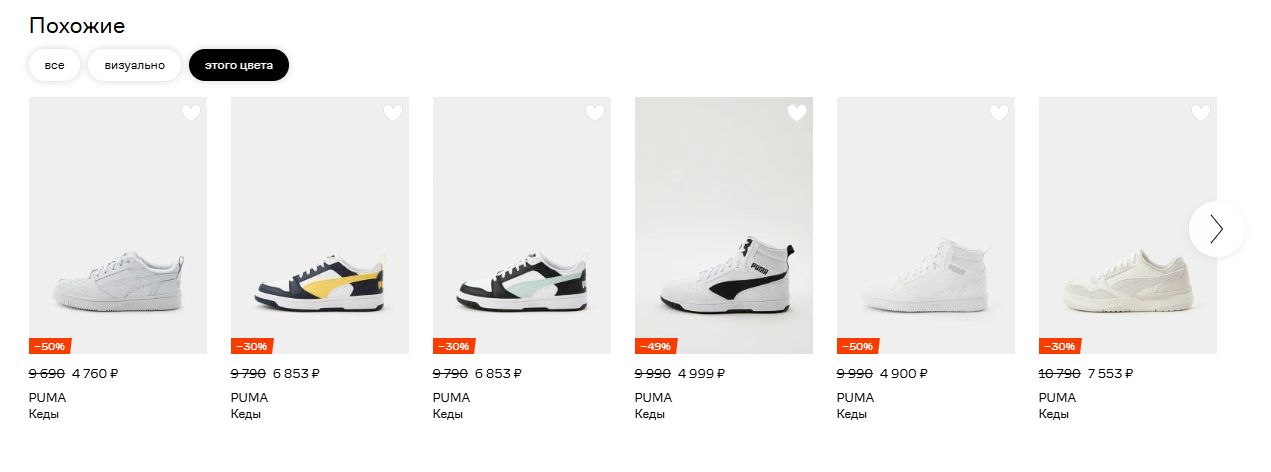 Похожие
все визуально этого цвета
−50% −30% −30% −49% −50% −30%
9 690 4 760 ₽ 9 790 6 853 ₽ 9 790 6 853 ₽ 9 990 4 999 ₽ 9 990 4 900 ₽ 10 790 7 553 ₽
PUMA PUMA PUMA PUMA PUMA PUMA
Кеды Кеды Кеды Кеды Кеды Кеды